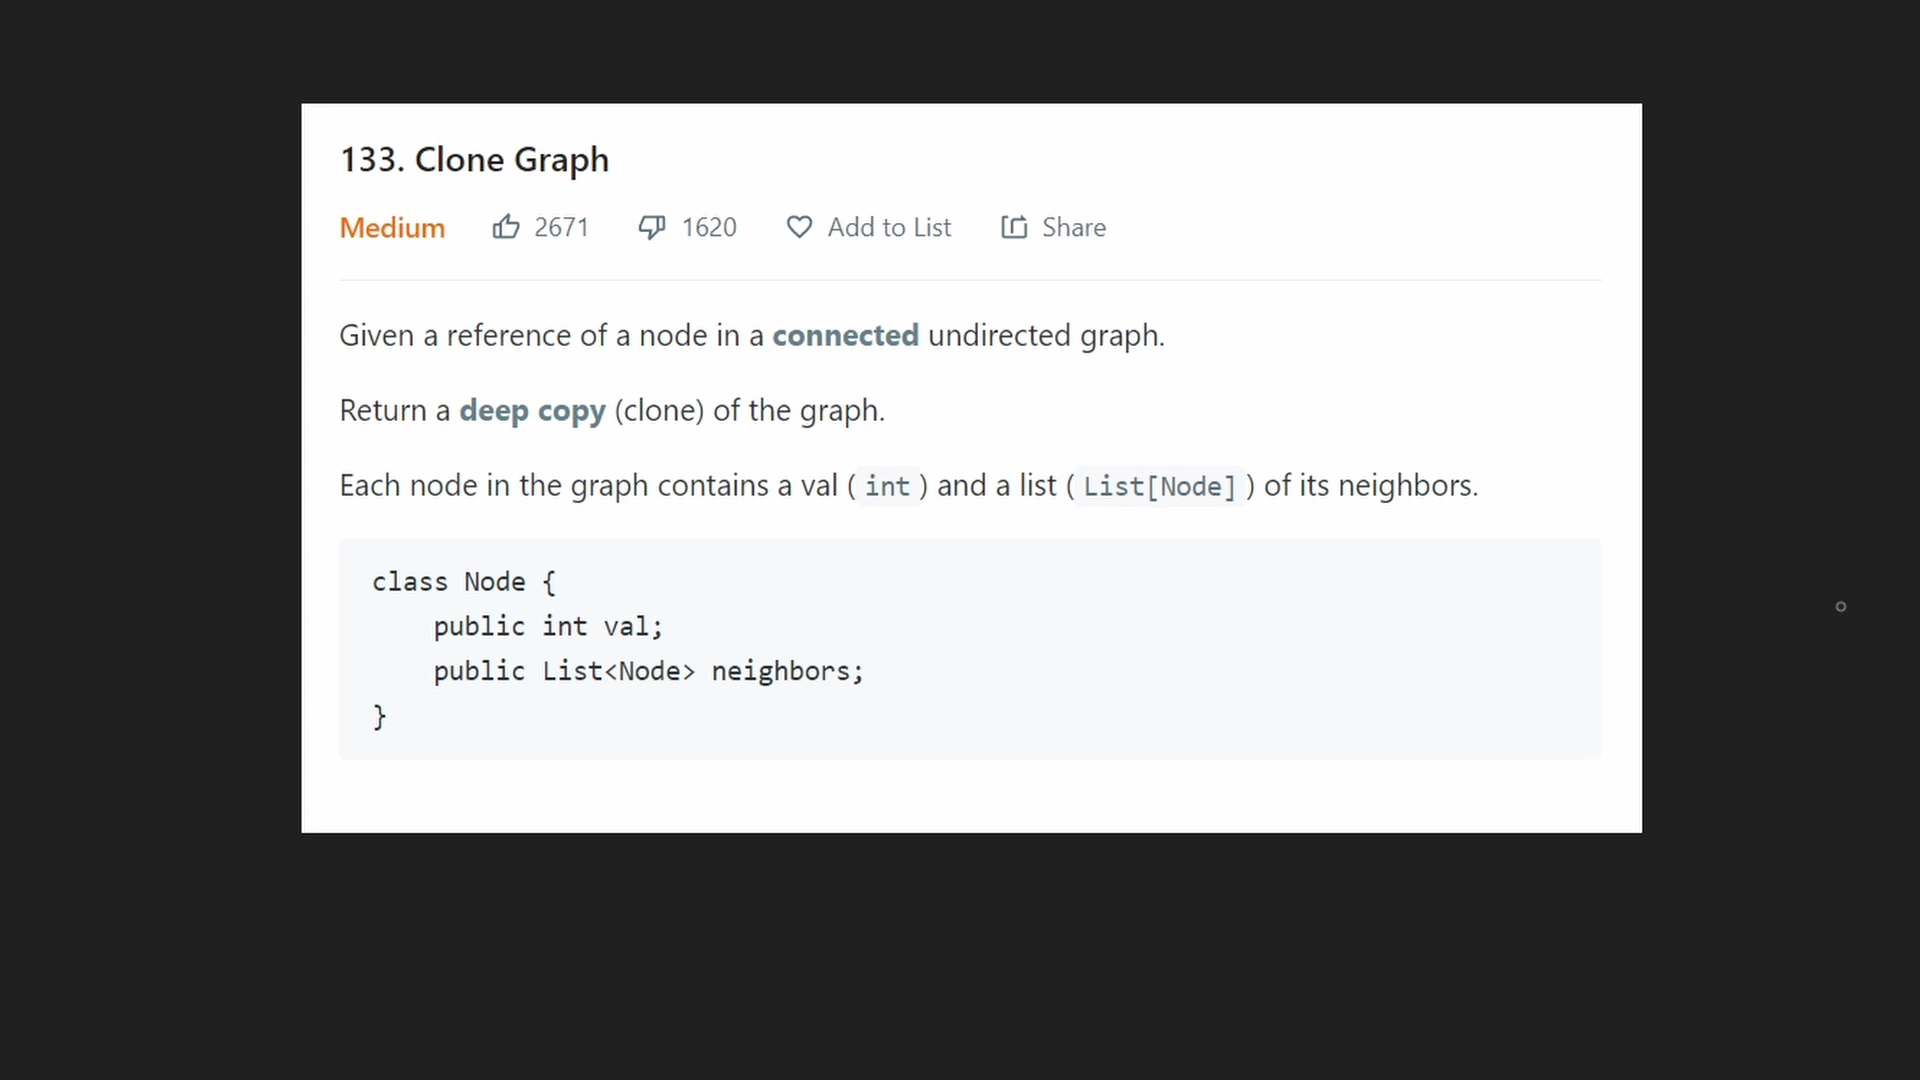 133. Clone Graph
Medium 2671 1620 Add to List Share
Given a reference of a node in a connected undirected graph.
Return a deep copy (clone) of the graph.
Each node in the graph contains a val ( int ) and a list ( List[Node] ) of its neighbors.
class Node {
    public int val;
    public List<Node> neighbors;
}